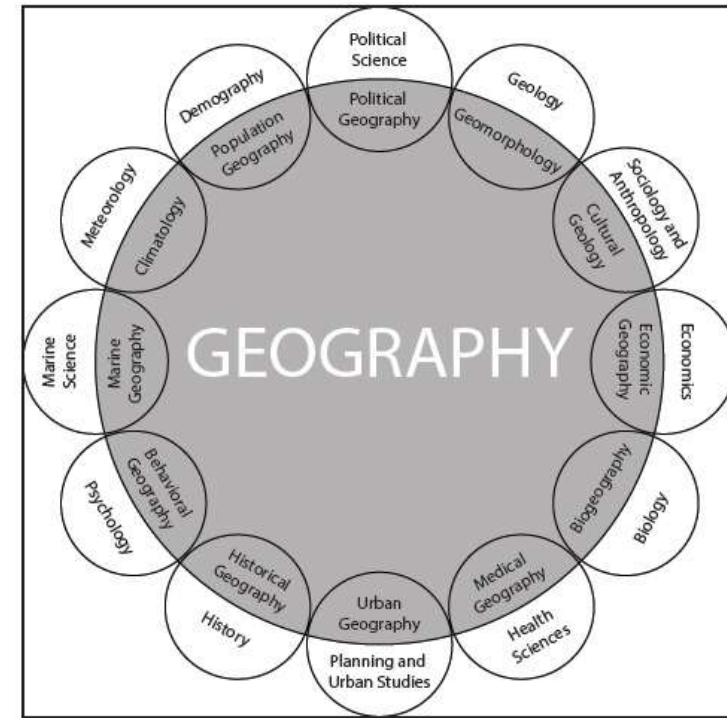 Political
Science
Political
Geography
Geology
Geomorphology
Sociology and
Anthropology
Cultural
Geology
Economics
Economic
Geography
Biology
Biogeography
Health
Sciences
Medical
Geography
Urban
Geography
Planning and
Urban Studies
Historical
Geography
History
Behavioral
Geography
Psychology
Marine
Science
Marine
Geography
Meteorology
Climatology
Demography
Population
Geography
GEOGRAPHY